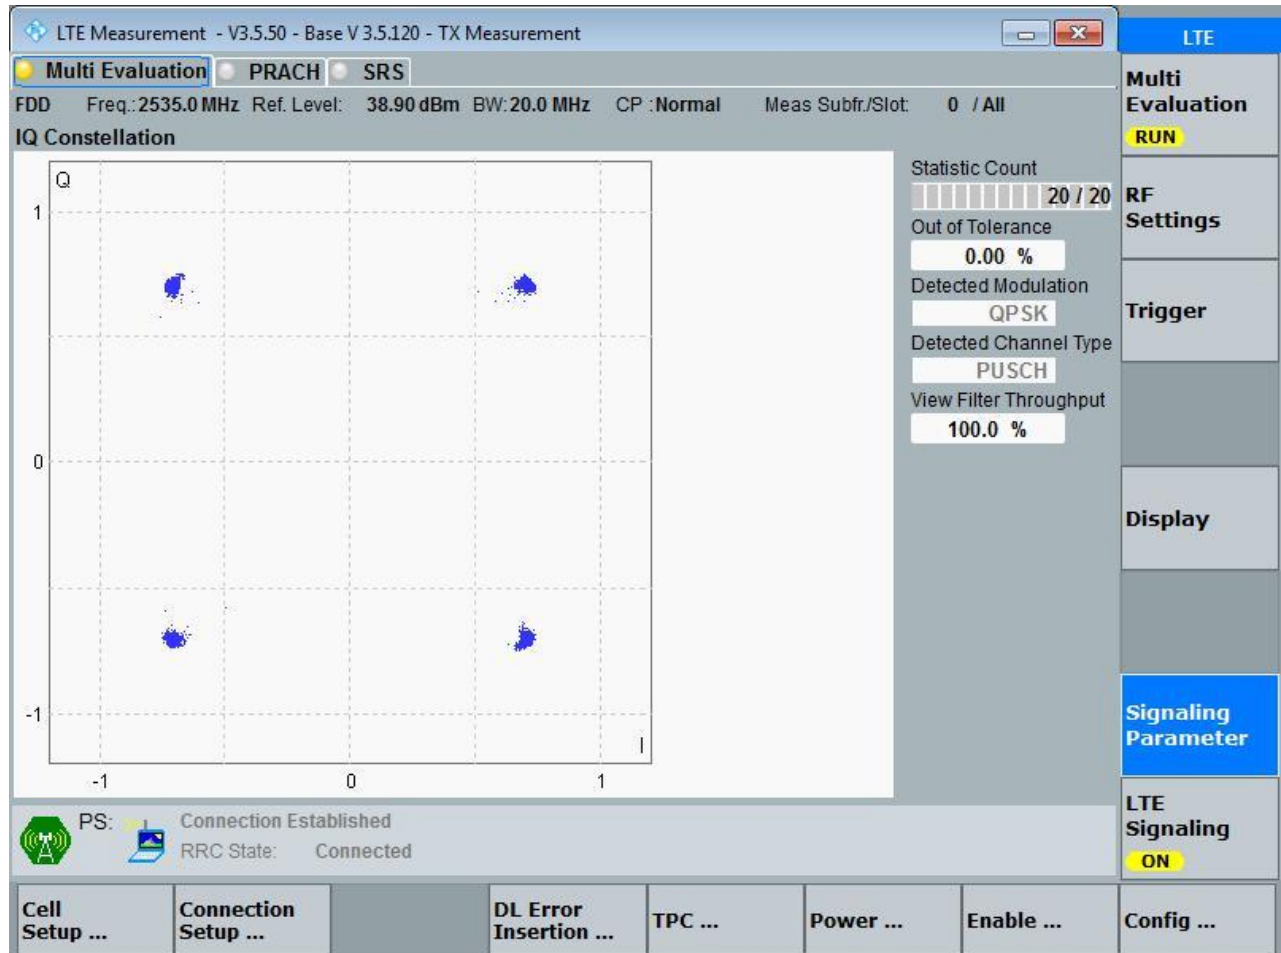 LTE Measurement - V3.5.50 - Base V 3.5.120 - TX Measurement
LTE
Multi Evaluation PRACH SRS
FDD Freq.: 2535.0 MHz Ref. Level: 38.90 dBm BW: 20.0 MHz CP : Normal Meas Subfr./Slot: 0 / All
IQ Constellation
Q
1
0
-1
I
-1 0 1
Statistic Count
20 / 20
Out of Tolerance
0.00 %
Detected Modulation
QPSK
Detected Channel Type
PUSCH
View Filter Throughput
100.0 %
Multi
Evaluation
RUN
RF
Settings
Trigger
Display
Signaling
Parameter
LTE
Signaling
ON
PS: Connection Established
RRC State: Connected
Cell
Setup ...
Connection
Setup ...
DL Error
Insertion ...
TPC ...
Power ...
Enable ...
Config ...